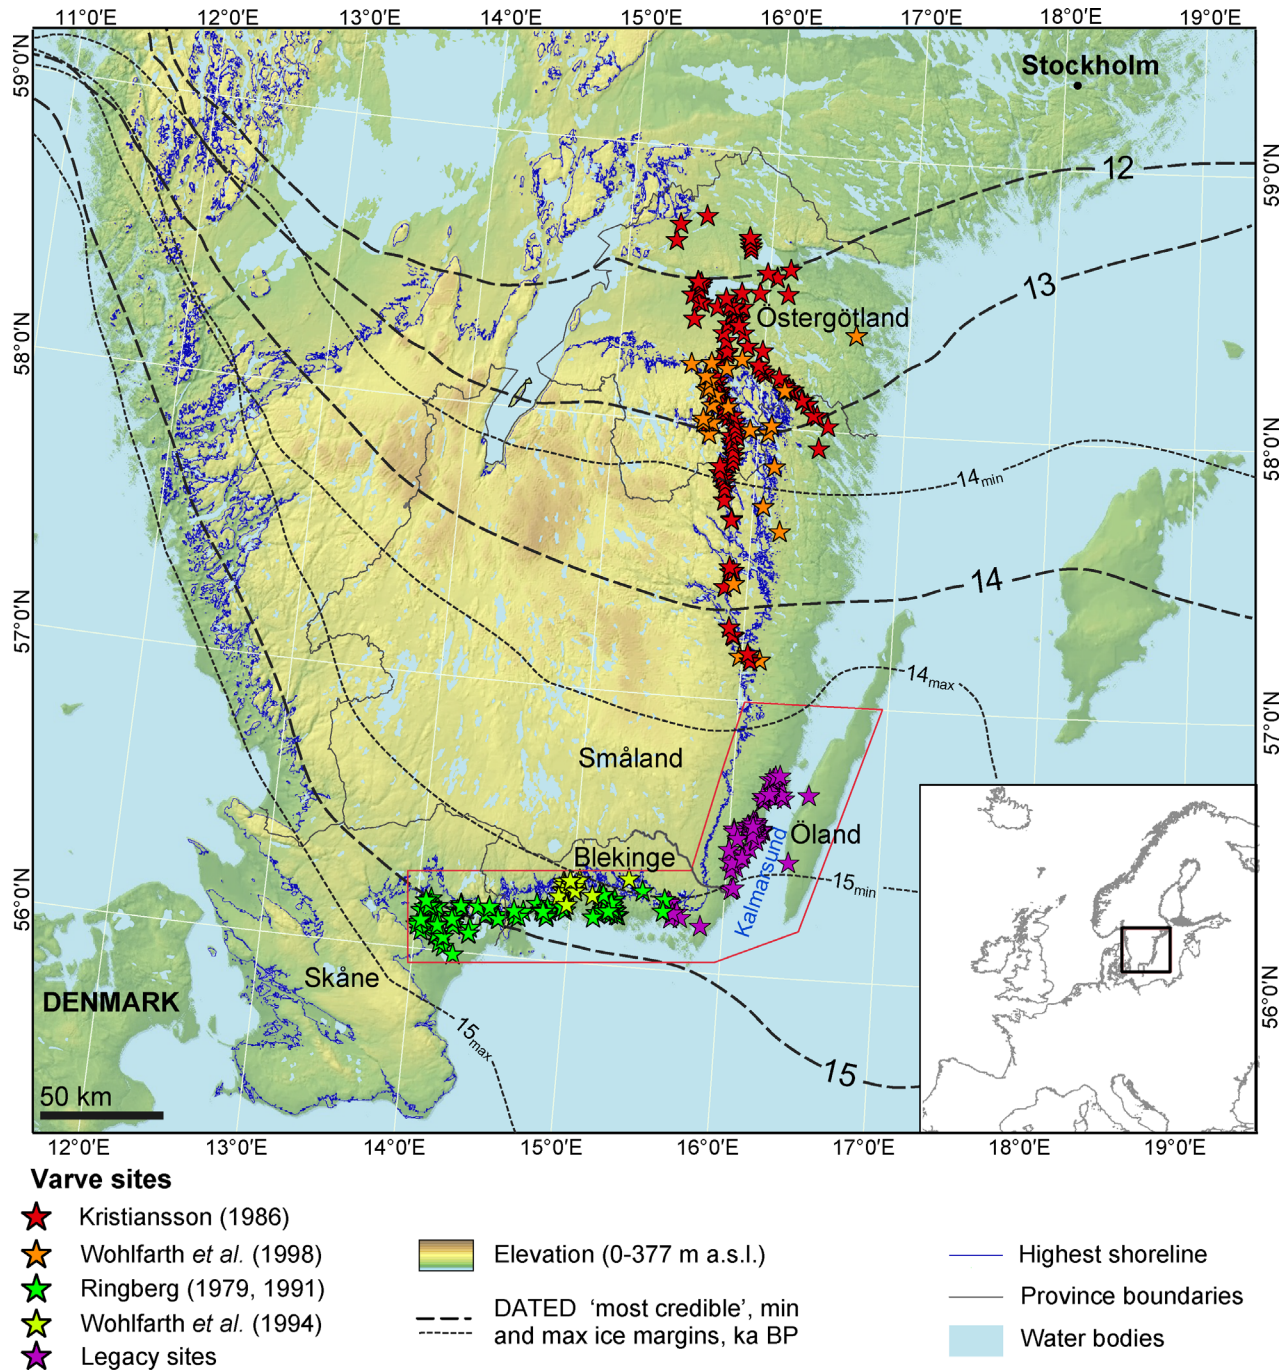 11°0′E 12°0′E 13°0′E 14°0′E 15°0′E 16°0′E 17°0′E 18°0′E 19°0′E
59°0′N
58°0′N
57°0′N
56°0′N
59°0′N
58°0′N
57°0′N
56°0′N
Stockholm
12
13
Östergötland
14min
14
14max
Småland
Öland
Blekinge
Kalmarsund
15min
Skåne
DENMARK
15max
15
50 km
12°0′E 13°0′E 14°0′E 15°0′E 16°0′E 17°0′E 18°0′E 19°0′E
Varve sites
Kristiansson (1986)
Wohlfarth et al. (1998)
Ringberg (1979, 1991)
Wohlfarth et al. (1994)
Legacy sites
Elevation (0-377 m a.s.l.)
DATED ‘most credible’, min
and max ice margins, ka BP
Highest shoreline
Province boundaries
Water bodies